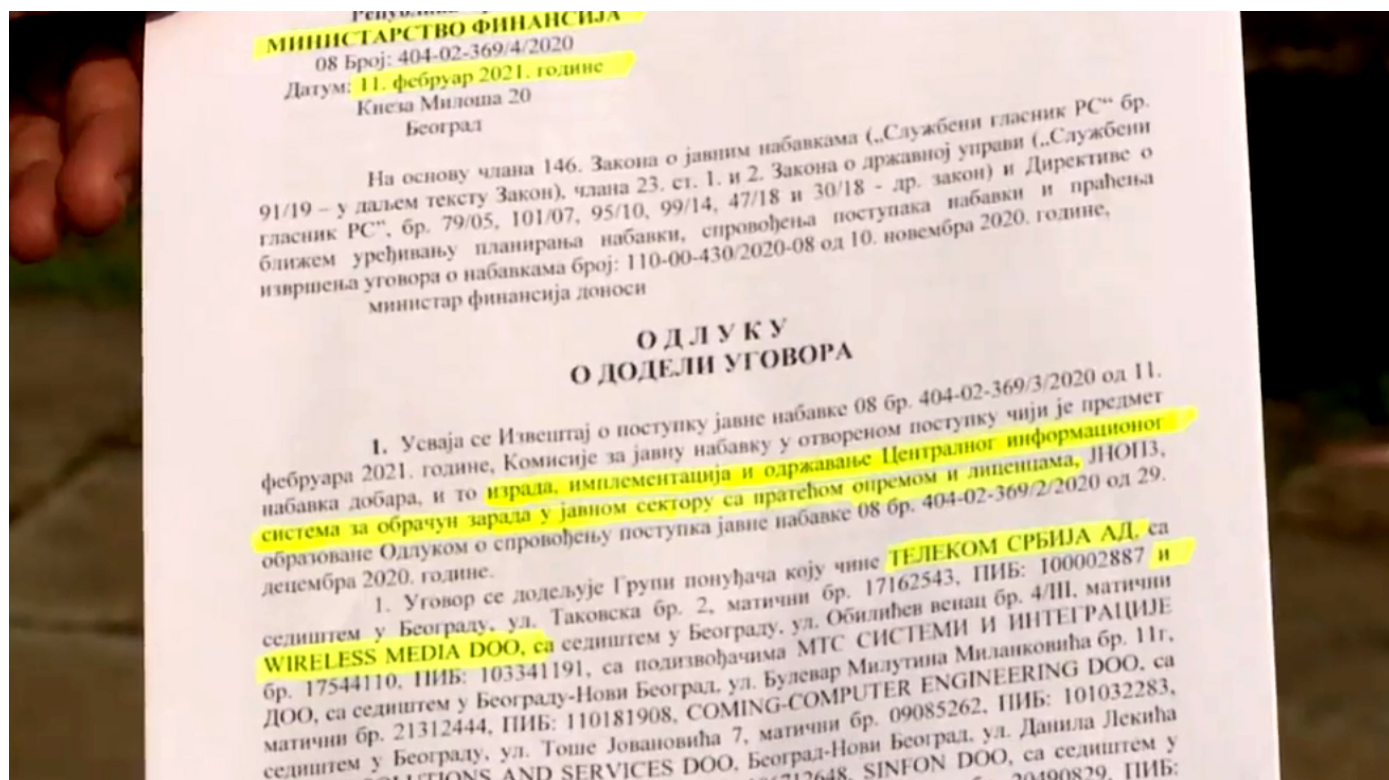 Република
МИНИСТАРСТВО ФИНАНСИЈА
08 Број: 404-02-369/4/2020
Датум: 11. фебруар 2021. године
Кнеза Милоша 20
Београд
На основу члана 146. Закона о јавним набавкама („Службени гласник РС“ бр.
91/19 – у даљем тексту Закон), члана 23. ст. 1. и 2. Закона о државној управи („Службени
гласник РС“, бр. 79/05, 101/07, 95/10, 99/14, 47/18 и 30/18 - др. закон) и Директиве о
ближем уређивању планирања набавки, спровођења поступака набавки и праћења
извршења уговора о набавкама број: 110-00-430/2020-08 од 10. новембра 2020. године,
министар финансија доноси
О Д Л У К У
О ДОДЕЛИ УГОВОРА
1. Усваја се Извештај о поступку јавне набавке 08 бр. 404-02-369/3/2020 од 11.
фебруара 2021. године, Комисије за јавну набавку у отвореном поступку чији је предмет
набавка добара, и то израда, имплементација и одржавање Централног информационог
система за обрачун зарада у јавном сектору са пратећом опремом и лиценцама, ЈНОП3,
образоване Одлуком о спровођењу поступка јавне набавке 08 бр. 404-02-369/2/2020 од 29.
децембра 2020. године.
1. Уговор се додељује Групи понуђача коју чине ТЕЛЕКОМ СРБИЈА АД, са
седиштем у Београду, ул. Таковска бр. 2, матични бр. 17162543, ПИБ: 100002887 и
WIRELESS MEDIA DOO, са седиштем у Београду, ул. Обилићев венац бр. 4/III, матични
бр. 17544110, ПИБ: 103341191, са подизвођачима МТС СИСТЕМИ И ИНТЕГРАЦИЈЕ
ДОО, са седиштем у Београду-Нови Београд, ул. Булевар Милутина Миланковића бр. 11г,
матични бр. 21312444, ПИБ: 110181908, COMING-COMPUTER ENGINEERING DOO, са
седиштем у Београду, ул. Тоше Јовановића 7, матични бр. 09085262, ПИБ: 101032283,
SOLUTIONS AND SERVICES DOO, Београд-Нови Београд, ул. Данила Лекића
SINFON DOO, са седиштем у
20490829, ПИБ: